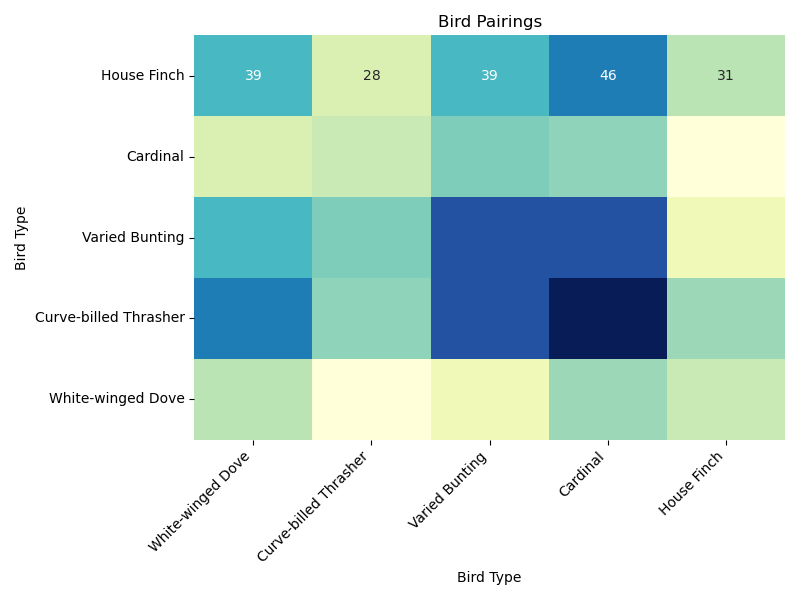 Bird Pairings
House Finch
39 28 39 46 31
Cardinal
Varied Bunting
Curve-billed Thrasher
White-winged Dove
Bird Type
White-winged Dove
Curve-billed Thrasher
Varied Bunting
Cardinal
House Finch
Bird Type